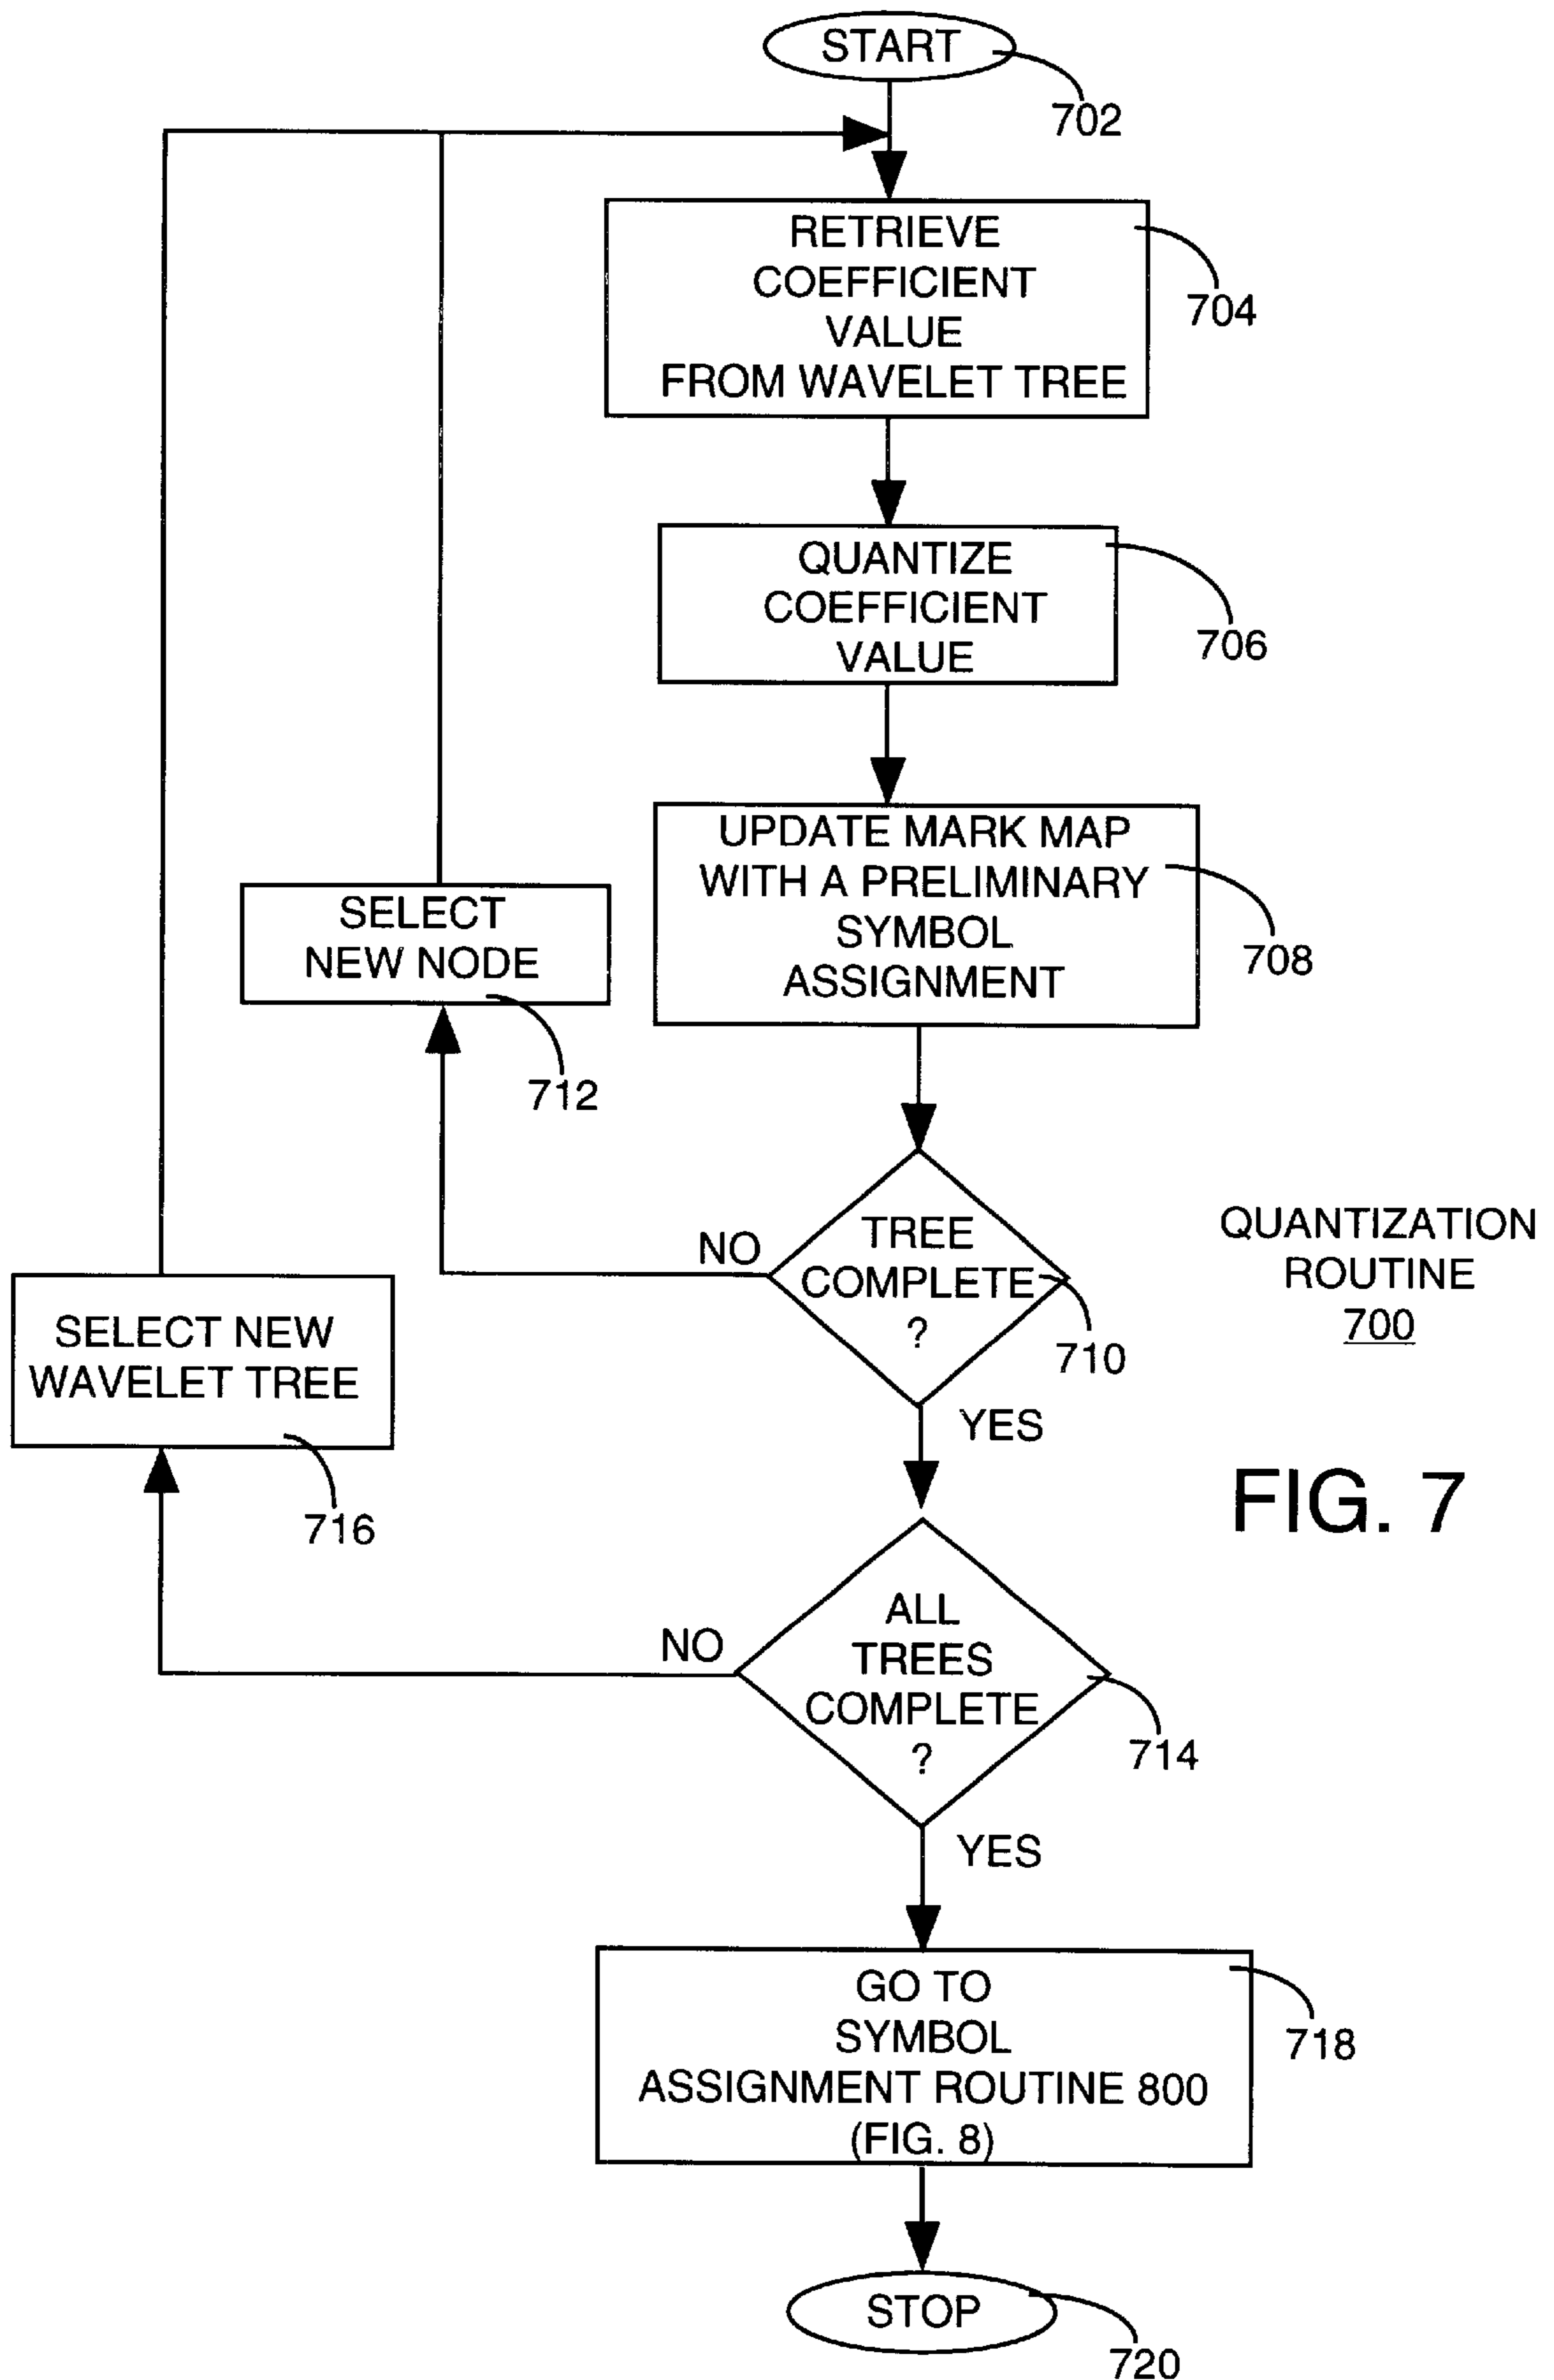 START
702
RETRIEVE
COEFFICIENT
VALUE
FROM WAVELET TREE
704
QUANTIZE
COEFFICIENT
VALUE
706
UPDATE MARK MAP
WITH A PRELIMINARY
SYMBOL
ASSIGNMENT
708
SELECT
NEW NODE
712
NO
TREE
COMPLETE
?
710
YES
QUANTIZATION
ROUTINE
700
SELECT NEW
WAVELET TREE
716
FIG. 7
NO
ALL
TREES
COMPLETE
?
714
YES
GO TO
SYMBOL
ASSIGNMENT ROUTINE 800
(FIG. 8)
718
STOP
720